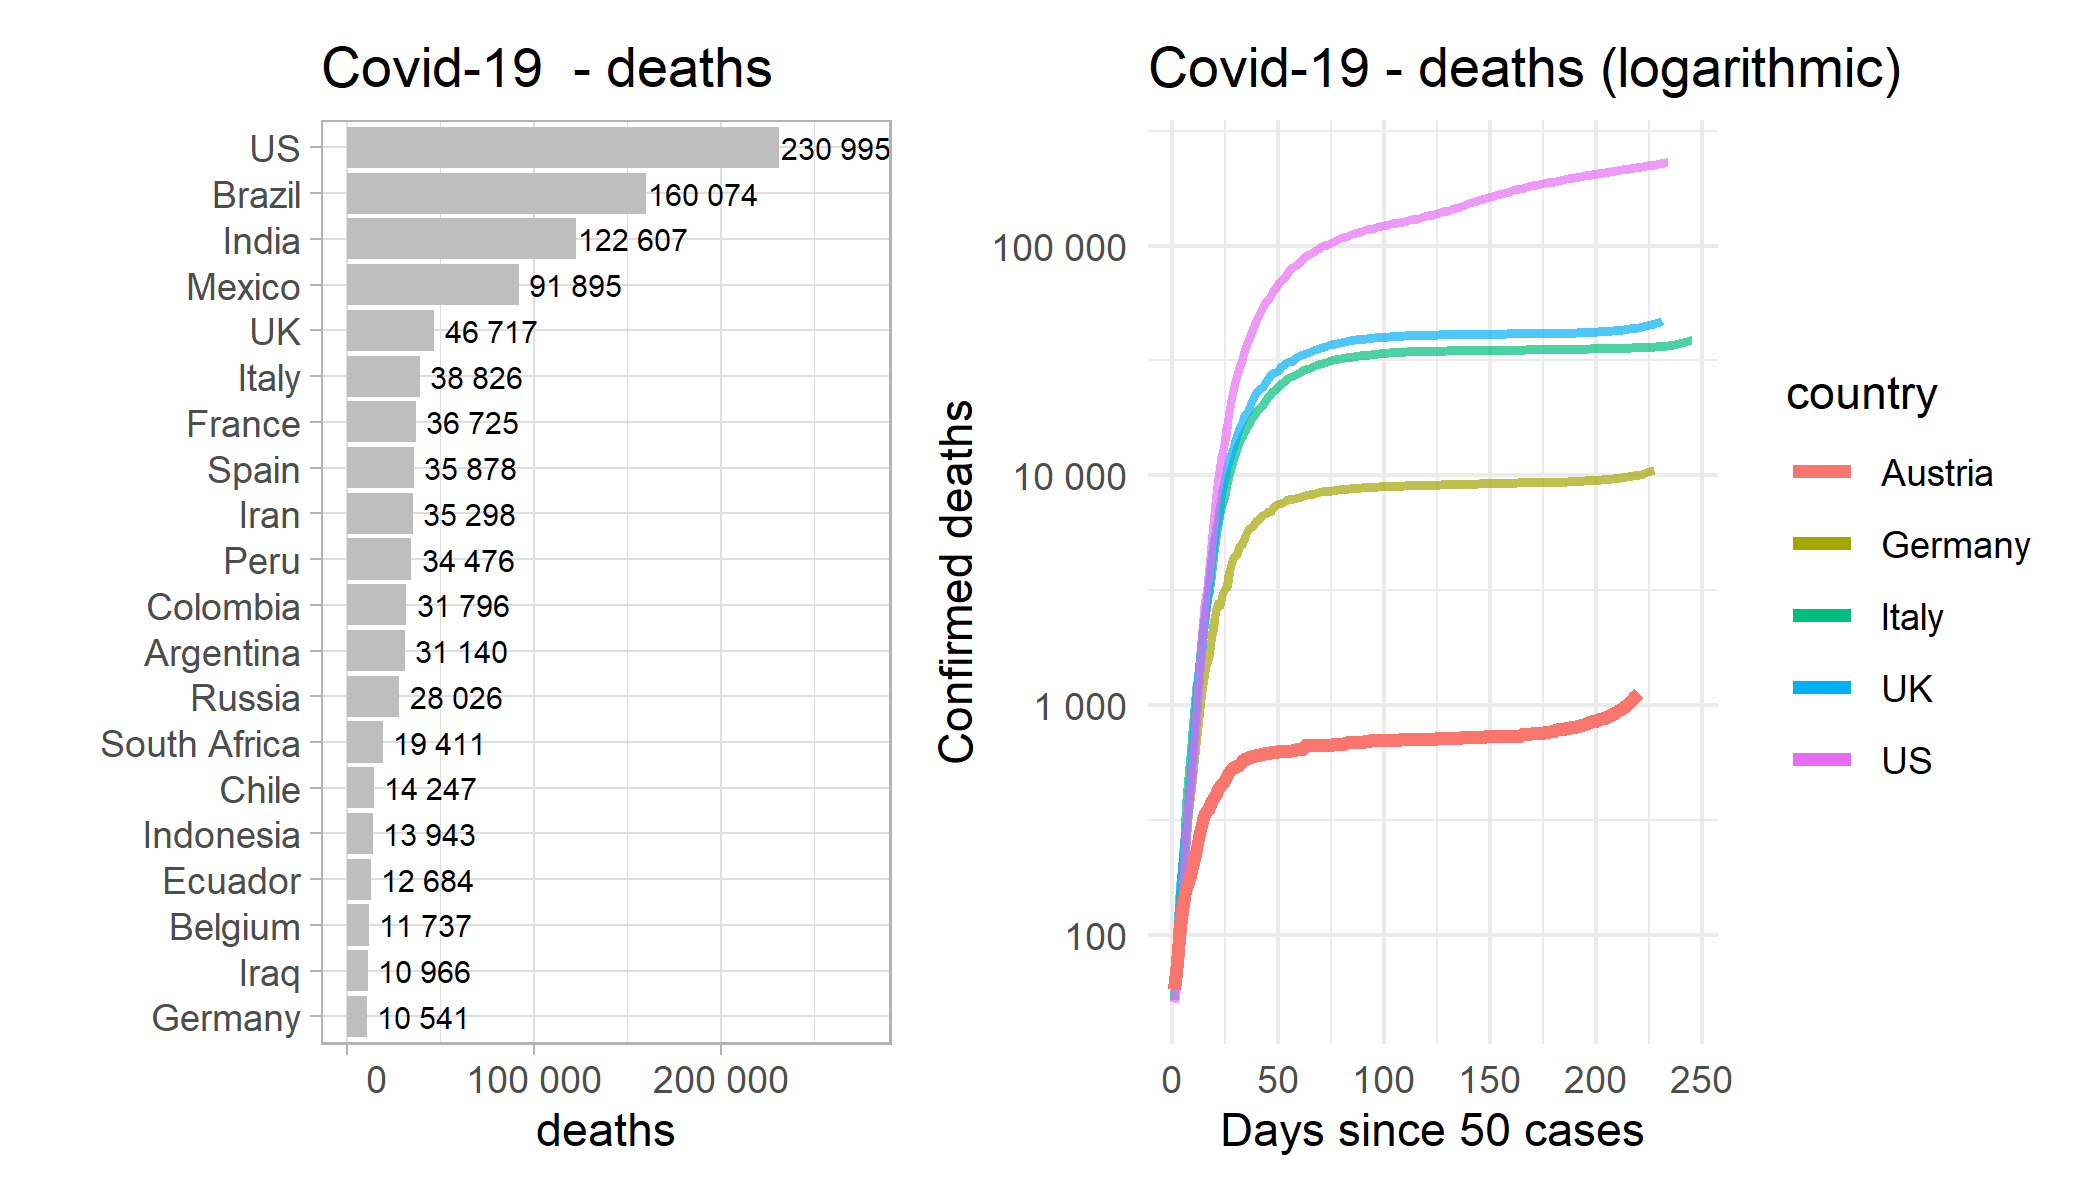 Covid-19  - deaths
US
230 995
Brazil
160 074
India
122 607
Mexico
91 895
UK
46 717
Italy
38 826
France
36 725
Spain
35 878
Iran
35 298
Peru
34 476
Colombia
31 796
Argentina
31 140
Russia
28 026
South Africa
19 411
Chile
14 247
Indonesia
13 943
Ecuador
12 684
Belgium
11 737
Iraq
10 966
Germany
10 541
0
100 000
200 000
deaths
Covid-19 - deaths (logarithmic)
Confirmed deaths
100 000
10 000
1 000
100
0
50
100
150
200
250
Days since 50 cases
country
Austria
Germany
Italy
UK
US